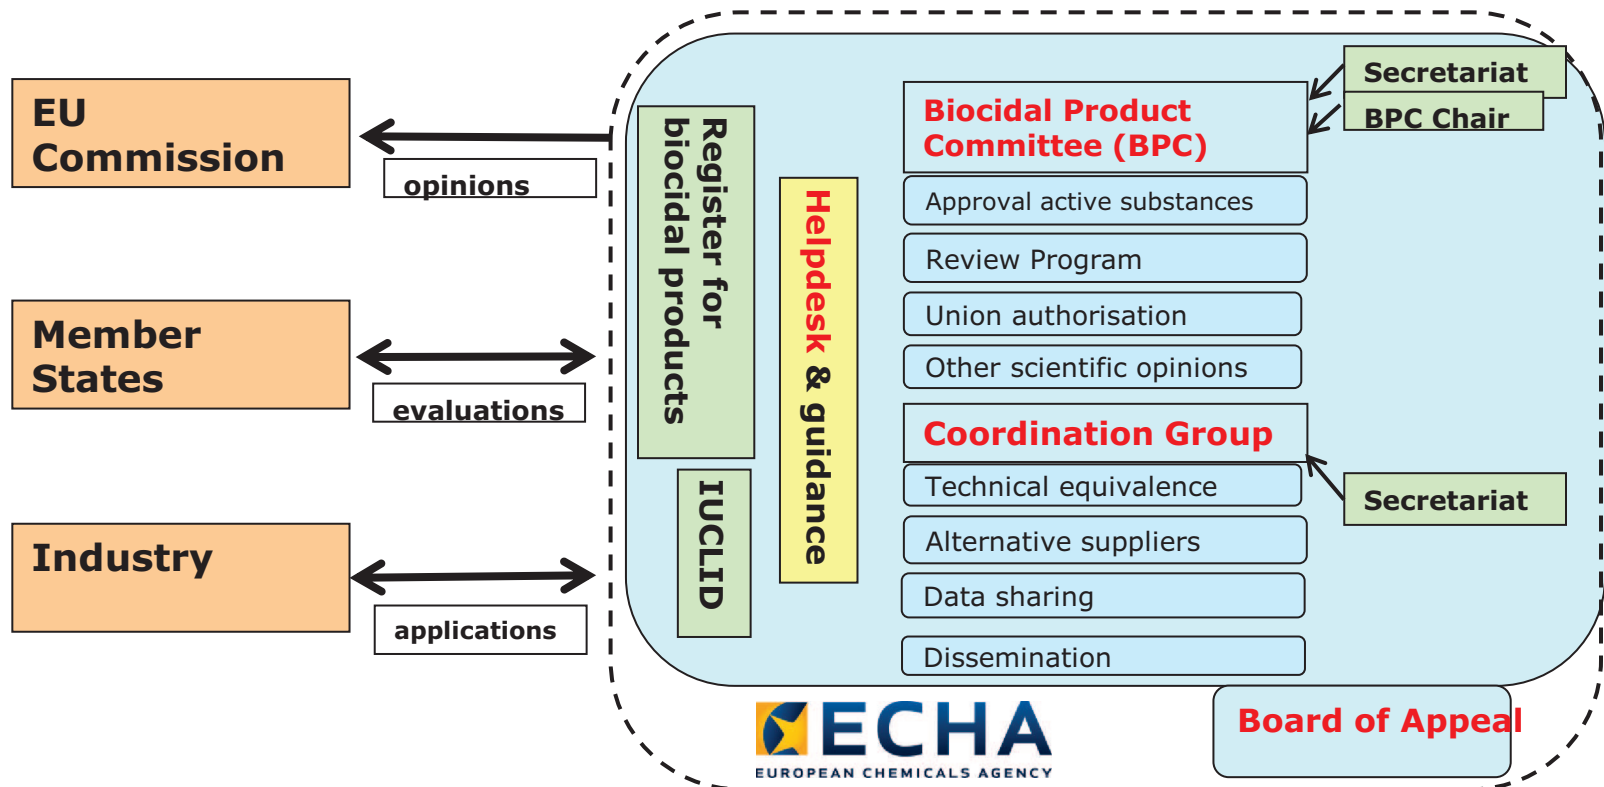 EU
Commission
opinions
Member
States
evaluations
Industry
applications
Register for
biocidal products
IUCLID
Helpdesk & guidance
Biocidal Product
Committee (BPC)
Approval active substances
Review Program
Union authorisation
Other scientific opinions
Coordination Group
Technical equivalence
Alternative suppliers
Data sharing
Dissemination
Secretariat
BPC Chair
Secretariat
ECHA
EUROPEAN CHEMICALS AGENCY
Board of Appeal